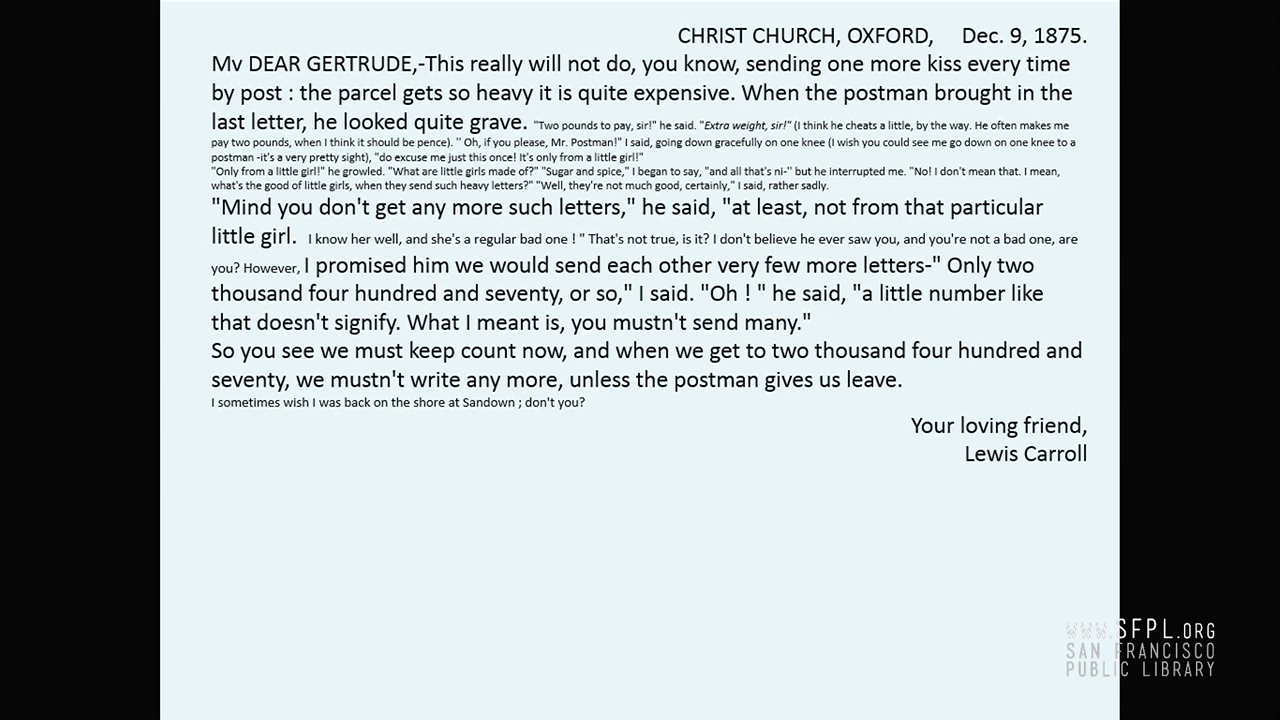 CHRIST CHURCH, OXFORD, Dec. 9, 1875.
Mv DEAR GERTRUDE,-This really will not do, you know, sending one more kiss every time
by post : the parcel gets so heavy it is quite expensive. When the postman brought in the
last letter, he looked quite grave. "Two pounds to pay, sir!" he said. "Extra weight, sir!" (I think he cheats a little, by the way. He often makes me
pay two pounds, when I think it should be pence). " Oh, if you please, Mr. Postman!" I said, going down gracefully on one knee (I wish you could see me go down on one knee to a
postman -it's a very pretty sight), "do excuse me just this once! It's only from a little girl!"
"Only from a little girl!" he growled. "What are little girls made of?" "Sugar and spice," I began to say, "and all that's ni-" but he interrupted me. "No! I don't mean that. I mean,
what's the good of little girls, when they send such heavy letters?" "Well, they're not much good, certainly," I said, rather sadly.
"Mind you don't get any more such letters," he said, "at least, not from that particular
little girl. I know her well, and she's a regular bad one ! " That's not true, is it? I don't believe he ever saw you, and you're not a bad one, are
you? However, I promised him we would send each other very few more letters-" Only two
thousand four hundred and seventy, or so," I said. "Oh ! " he said, "a little number like
that doesn't signify. What I meant is, you mustn't send many."
So you see we must keep count now, and when we get to two thousand four hundred and
seventy, we mustn't write any more, unless the postman gives us leave.
I sometimes wish I was back on the shore at Sandown ; don't you?
Your loving friend,
Lewis Carroll
WWW.SFPL.ORG
SAN FRANCISCO
PUBLIC LIBRARY